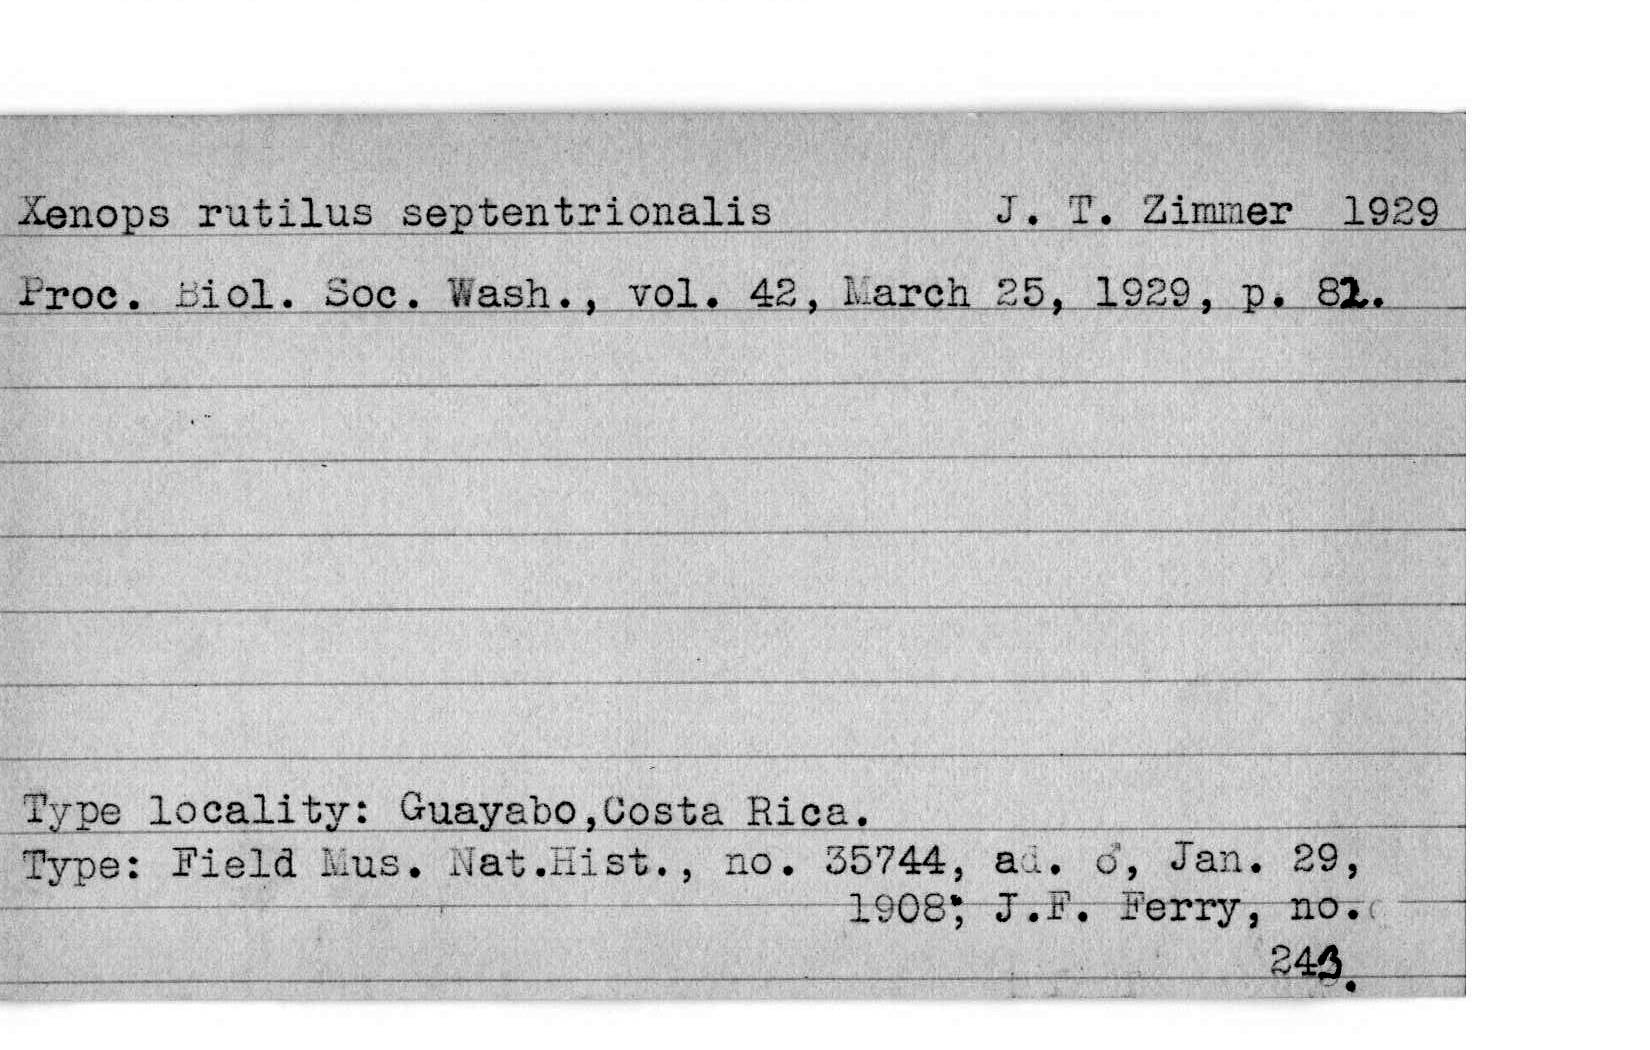 Xenops rutilus septentrionalis J. T. Zimmer 1929
Proc. Biol. Soc. Wash., vol. 42, March 25, 1929, p. 82.
Type locality: Guayabo,Costa Rica.
Type: Field Mus. Nat.Hist., no. 35744, ad. ♂, Jan. 29,
1908; J.F. Ferry, no.
243.